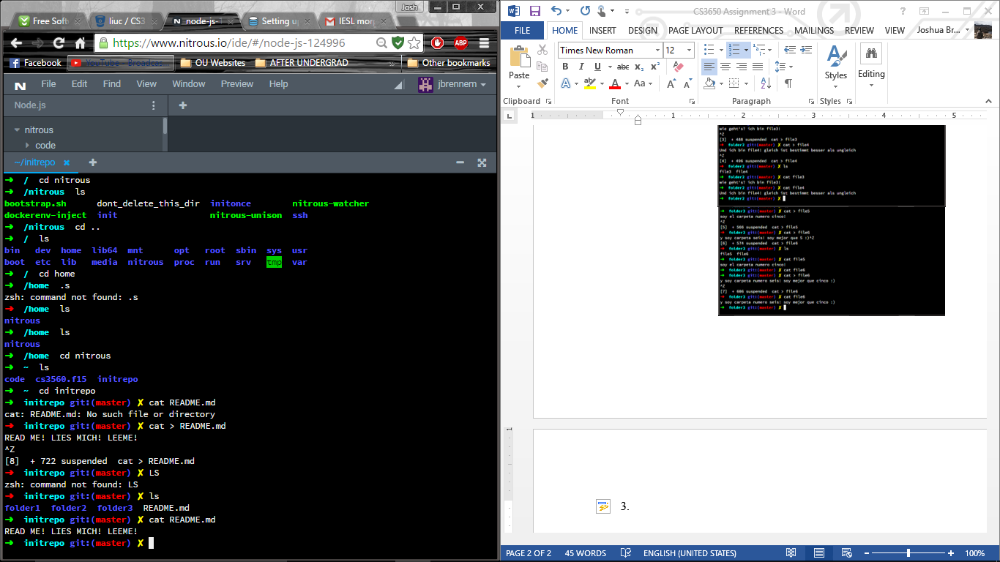 Josh
Free Soft
liuc / CS3
node-js-
Setting up
IESL mor
https://www.nitrous.io/ide/#/node-js-124996
ABP
Facebook
YouTube - Broadcas...
OU Websites
AFTER UNDERGRAD
»
Other bookmarks
N File Edit Find View Window Preview Help
jbrennem
Node.js
+
nitrous
code
~/initrepo × +
➜ / cd nitrous
➜ /nitrous ls
bootstrap.sh dont_delete_this_dir initonce nitrous-watcher
dockerenv-inject init nitrous-unison ssh
➜ /nitrous cd ..
➜ / ls
bin dev home lib64 mnt opt root sbin sys usr
boot etc lib media nitrous proc run srv tmp var
➜ / cd home
➜ /home .s
zsh: command not found: .s
➜ /home ls
nitrous
➜ /home ls
nitrous
➜ /home cd nitrous
➜ ~ ls
code cs3560.f15 initrepo
➜ ~ cd initrepo
➜ initrepo git:(master) ✗ cat README.md
cat: README.md: No such file or directory
➜ initrepo git:(master) ✗ cat > README.md
READ ME! LIES MICH! LEEME!
^Z
[8] + 722 suspended cat > README.md
➜ initrepo git:(master) ✗ LS
zsh: command not found: LS
➜ initrepo git:(master) ✗ ls
folder1 folder2 folder3 README.md
➜ initrepo git:(master) ✗ cat README.md
READ ME! LIES MICH! LEEME!
➜ initrepo git:(master) ✗
CS3650 Assignment 3 - Word
FILE HOME INSERT DESIGN PAGE LAYOUT REFERENCES MAILINGS REVIEW VIEW Joshua Br...
Times New Roman 12
Paste
B I U abc x₂ x²
A ab A Aa A A
Styles
Editing
Clipboard Font Paragraph Styles
L
1 1 2 3 4 5
wie geht's? ich bin file3!
^Z
[3] + 488 suspended cat > file3
➜ folder2 git:(master) ✗ cat > file4
Und ich bin file4! gleich ist bestimmt besser als ungleich
^Z
[4] + 496 suspended cat > file4
➜ folder2 git:(master) ✗ ls
file3 file4
➜ folder2 git:(master) ✗ cat file3
wie geht's? ich bin file3!
➜ folder2 git:(master) ✗ cat file4
Und ich bin file4! gleich ist bestimmt besser als ungleich
➜ folder2 git:(master) ✗
➜ folder3 git:(master) ✗ cat > file5
soy el carpeta numero cinco!
^Z
[5] + 566 suspended cat > file5
➜ folder3 git:(master) ✗ cat > file6
y soy carpeta seis! soy mejor que 5 :)^Z
[6] + 574 suspended cat > file6
➜ folder3 git:(master) ✗ ls
file5 file6
➜ folder3 git:(master) ✗ cat file5
soy el carpeta numero cinco!
➜ folder3 git:(master) ✗ cat file6
➜ folder3 git:(master) ✗ cat > file6
y soy carpeta numero seis! soy mejor que cinco :)
^Z
[7] + 606 suspended cat > file6
➜ folder3 git:(master) ✗ cat file6
y soy carpeta numero seis! soy mejor que cinco :)
➜ folder3 git:(master) ✗
1
3.
PAGE 2 OF 2 45 WORDS ENGLISH (UNITED STATES) 100%